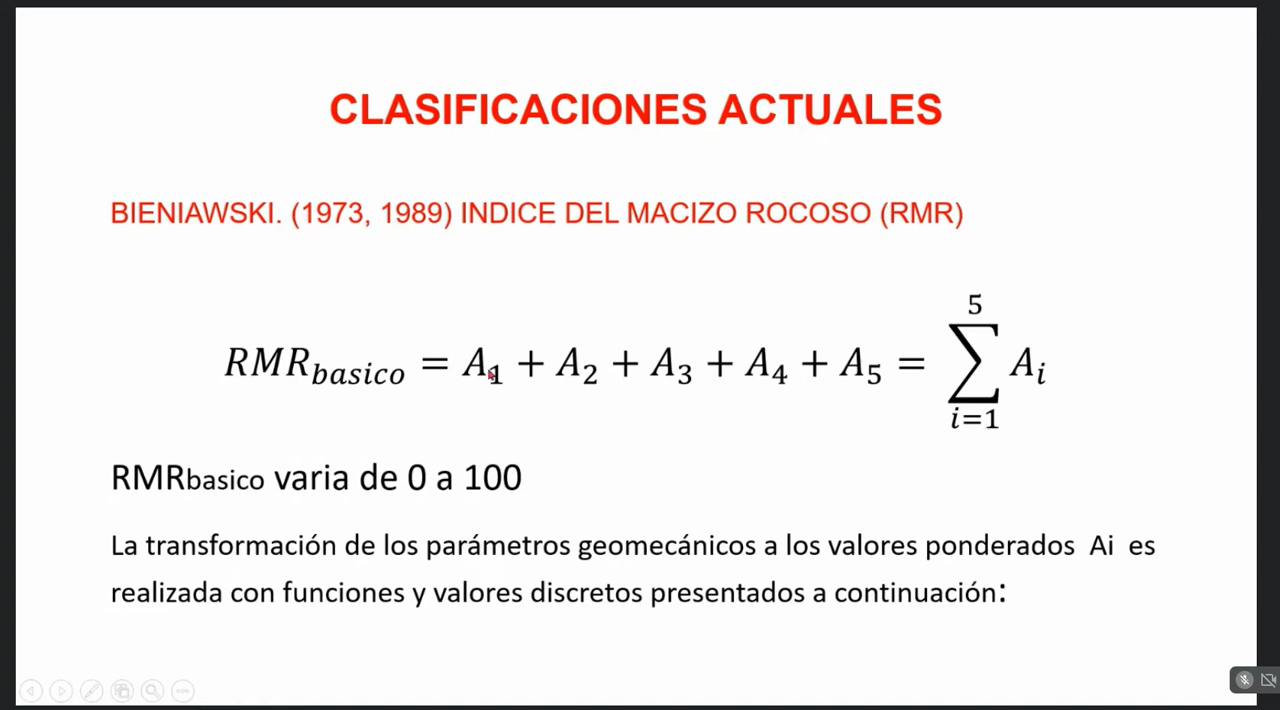 CLASIFICACIONES ACTUALES
BIENIAWSKI. (1973, 1989) INDICE DEL MACIZO ROCOSO (RMR)
RMR_basico = A_1 + A_2 + A_3 + A_4 + A_5 = ∑_{i=1}^{5} A_i
RMRbasico varia de 0 a 100
La transformación de los parámetros geomecánicos a los valores ponderados Ai es
realizada con funciones y valores discretos presentados a continuación: